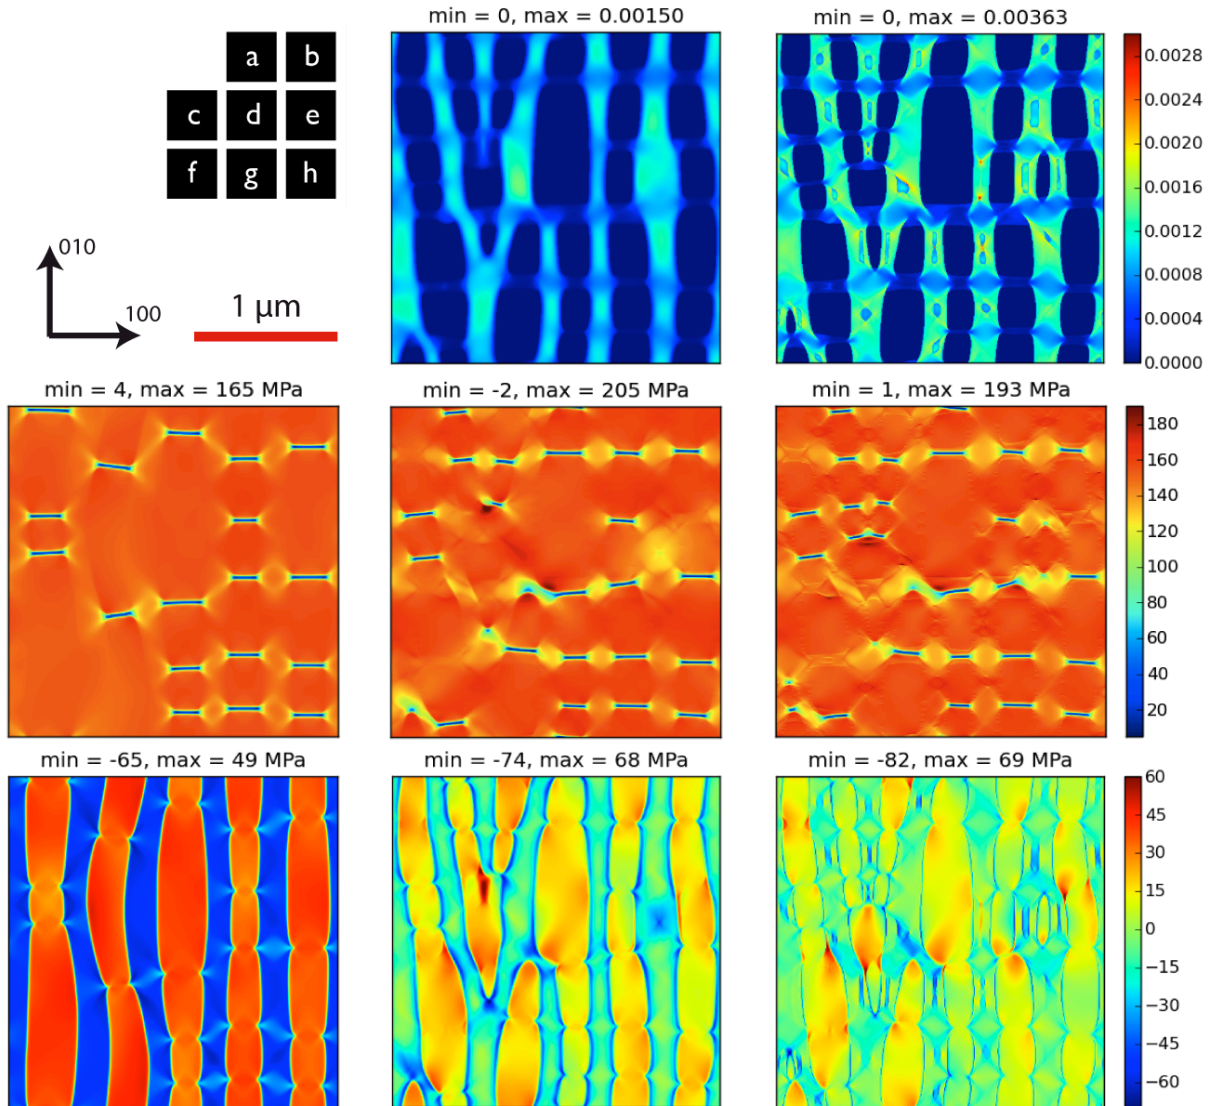 min = 0, max = 0.00150
min = 0, max = 0.00363
a b
c d e
f g h
010
100
1 µm
0.0028
0.0024
0.0020
0.0016
0.0012
0.0008
0.0004
0.0000
min = 4, max = 165 MPa
min = -2, max = 205 MPa
min = 1, max = 193 MPa
180
160
140
120
100
80
60
40
20
min = -65, max = 49 MPa
min = -74, max = 68 MPa
min = -82, max = 69 MPa
60
45
30
15
0
−15
−30
−45
−60